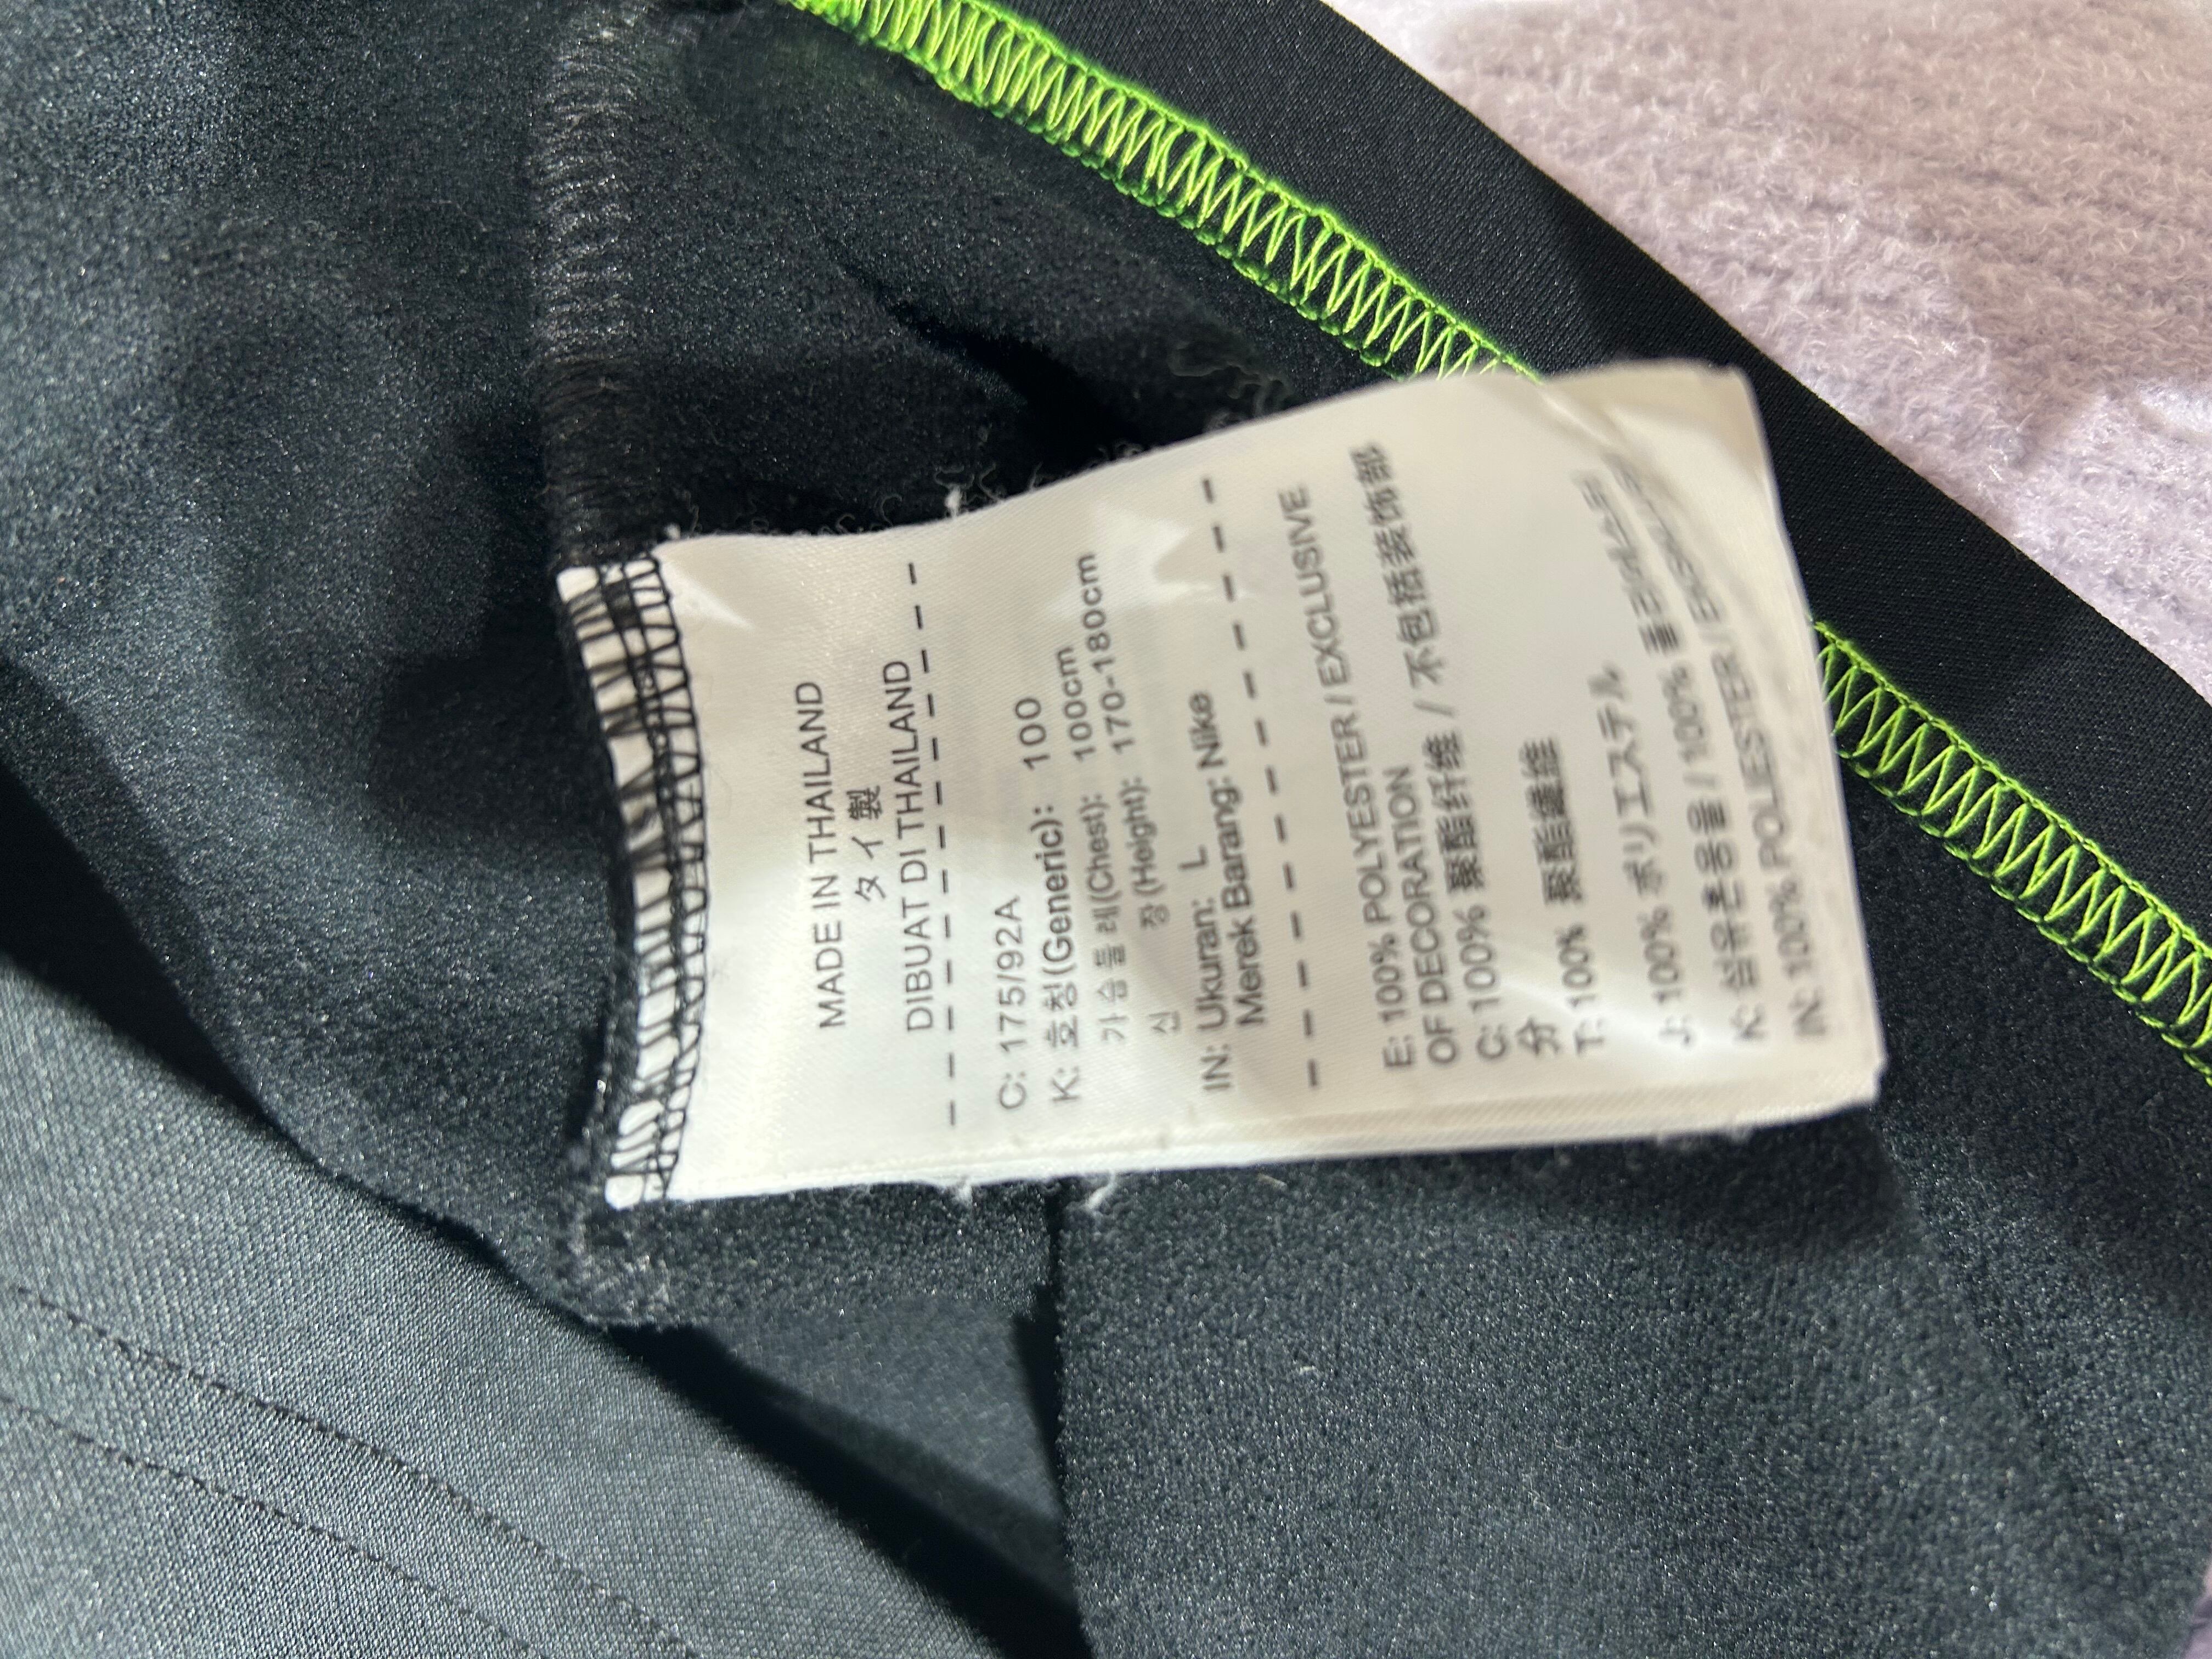 MADE IN THAILAND
タイ製
DIBUAT DI THAILAND
C: 175/92A
K: 호칭(Generic): 100
가슴둘레(Chest): 100cm
신 장(Height): 170-180cm
IN: Ukuran: L
Merek Barang: Nike
E: 100% POLYESTER / EXCLUSIVE
OF DECORATION
C: 100% 聚酯纤维 / 不包括装饰部
分
T: 100% 聚酯纖維
J: 100% ポリエステル
K: 섬유혼용율 / 100%
IN: 100% POLIESTER /